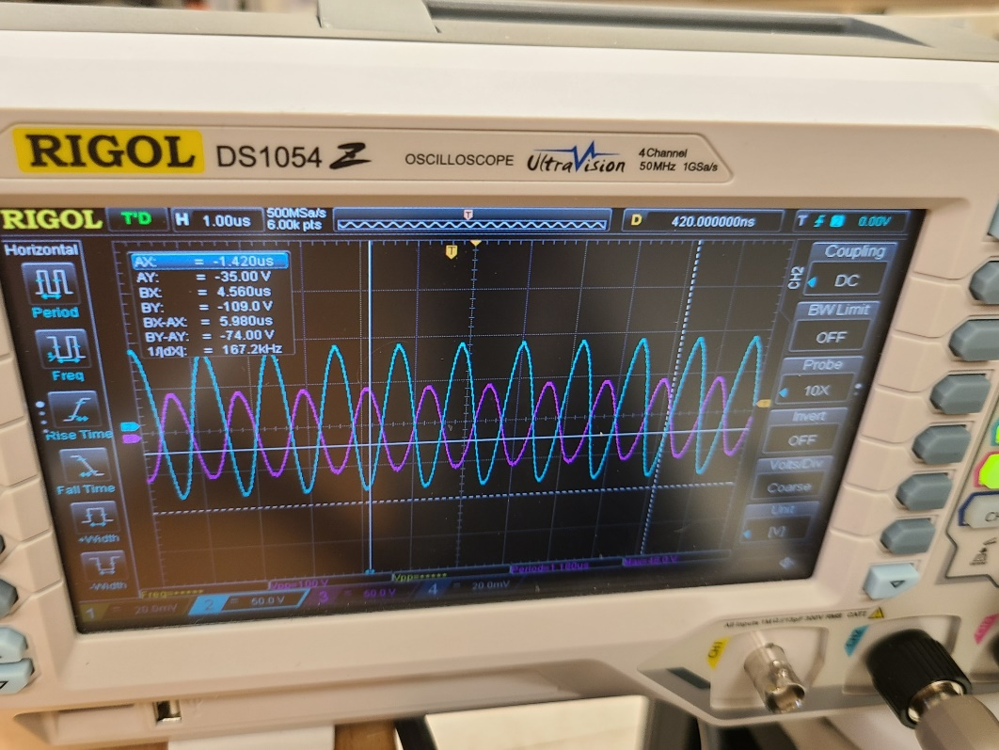 RIGOL DS1054 Z OSCILLOSCOPE UltraVision 4 Channel
50MHz 1GSa/s
RIGOL T'D H 1.00us 500MSa/s
6.00k pts
T
D 420.000000ns T 2 0.00V
Horizontal
Period
Freq
Rise Time
Fall Time
+Width
-Width
AX: = -1.420us
AY: = -35.00 V
BX: = 4.560us
BY: = -109.0 V
BX-AX: = 5.980us
BY-AY: = -74.00 V
1/|dX|: = 167.2kHz
T
CH2
Coupling
DC
BW Limit
OFF
Probe
10X
Invert
OFF
Volts/Div
Coarse
Unit
[V]
Freq=***** Vpp=100 V Vpp=***** Period=1.180us Max=48.0 V
1 = 20.0mV 2 = 50.0 V 3 = 50.0 V 4 = 20.0mV
CH1
CH2